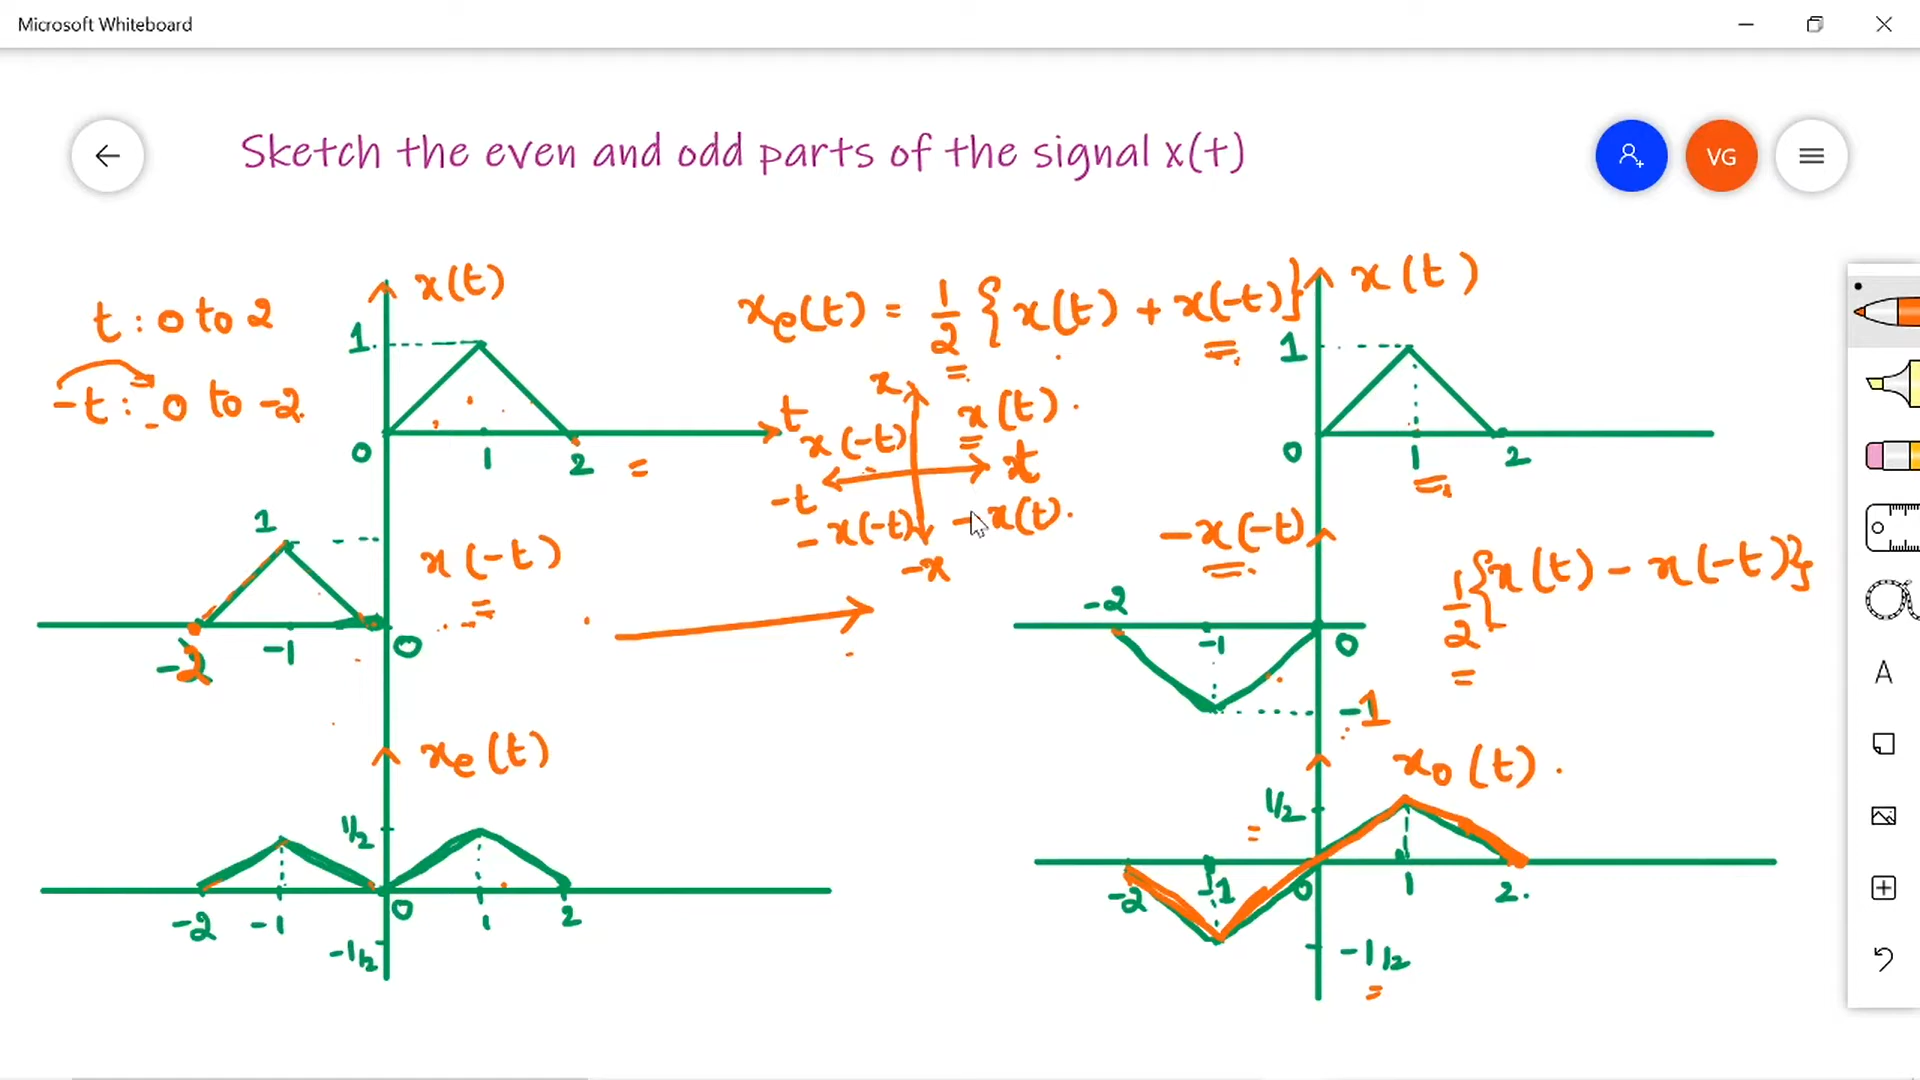 Microsoft Whiteboard
Sketch the even and odd parts of the signal x(t)
VG
t : 0 to 2
-t : 0 to -2
x(t)
1
0
1
2
t
xe(t) = 1/2 { x(t) + x(-t)}
x
x(t)
x(-t)
t
-t
-x(-t)
-x(t)
-x
x(t)
1
0
1
2
1
x(-t)
-2
-1
0
-x(-t)
1/2 {x(t) - x(-t)}
-2
-1
0
-1
xe(t)
1/2
-2
-1
0
1
2
-1/2
x0(t)
1/2
-2
-1
0
1
2
-1/2
A